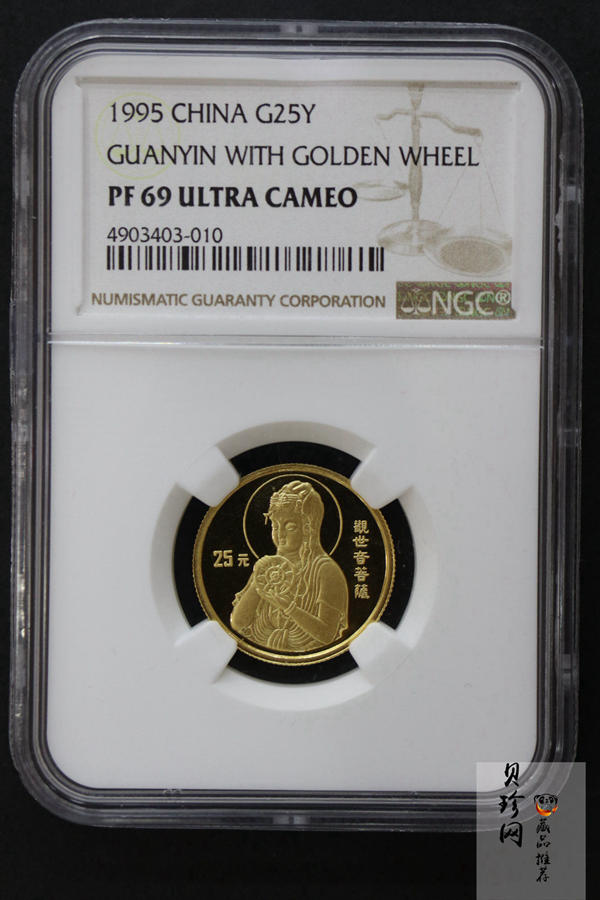 1995 CHINA G25Y
GUANYIN WITH GOLDEN WHEEL
PF 69 ULTRA CAMEO
4903403-010
NUMISMATIC GUARANTY CORPORATION
NGC®
25元
觀世音菩薩
贝珍网
藏品推荐